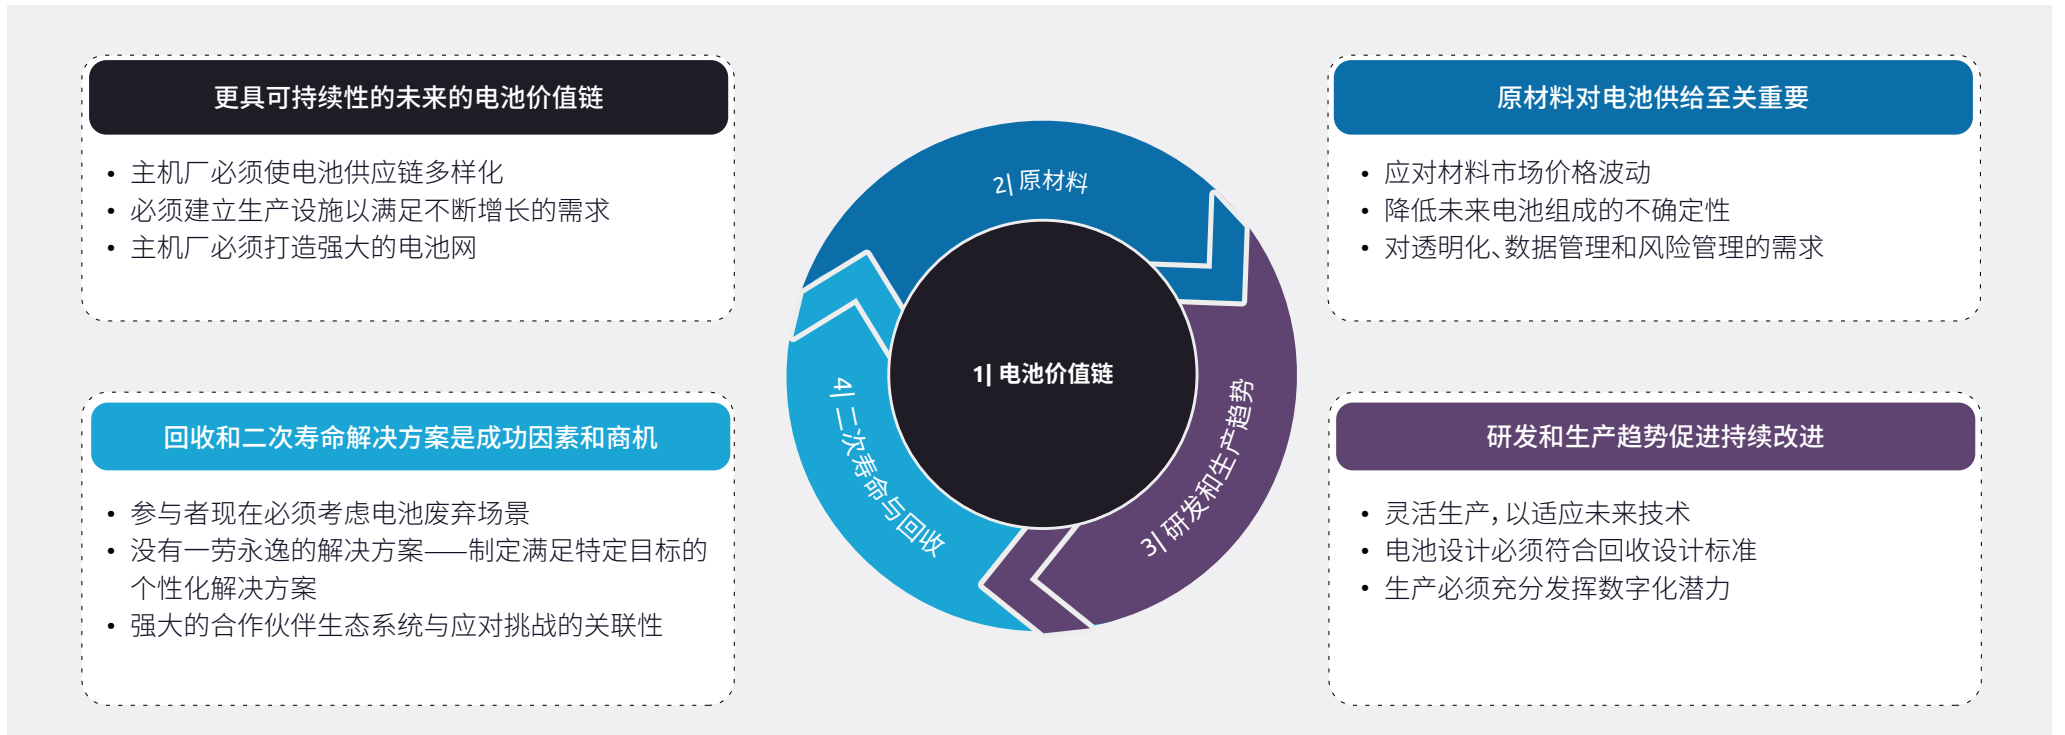 更具可持续性的未来的电池价值链
• 主机厂必须使电池供应链多样化
• 必须建立生产设施以满足不断增长的需求
• 主机厂必须打造强大的电池网
原材料对电池供给至关重要
• 应对材料市场价格波动
• 降低未来电池组成的不确定性
• 对透明化、数据管理和风险管理的需求
2| 原材料
1| 电池价值链
3| 研发和生产趋势
4| 二次寿命与回收
回收和二次寿命解决方案是成功因素和商机
• 参与者现在必须考虑电池废弃场景
• 没有一劳永逸的解决方案——制定满足特定目标的
个性化解决方案
• 强大的合作伙伴生态系统与应对挑战的关联性
研发和生产趋势促进持续改进
• 灵活生产，以适应未来技术
• 电池设计必须符合回收设计标准
• 生产必须充分发挥数字化潜力